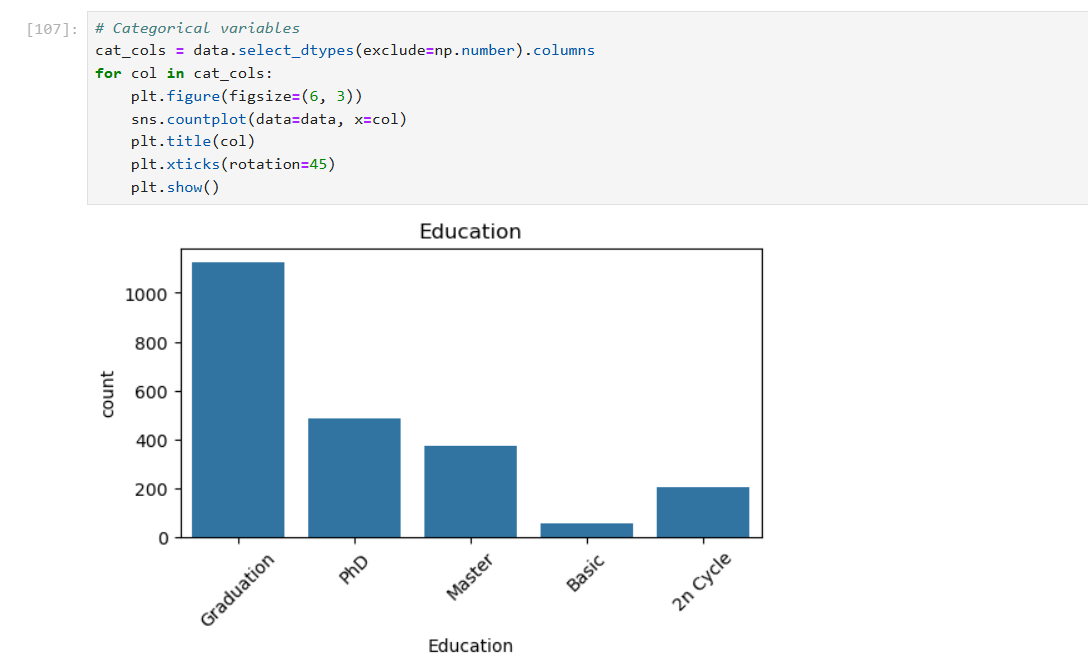 [107]:
# Categorical variables
cat_cols = data.select_dtypes(exclude=np.number).columns
for col in cat_cols:
    plt.figure(figsize=(6, 3))
    sns.countplot(data=data, x=col)
    plt.title(col)
    plt.xticks(rotation=45)
    plt.show()
Education
1000
800
600
400
200
0
count
Graduation
PhD
Master
Basic
2n Cycle
Education